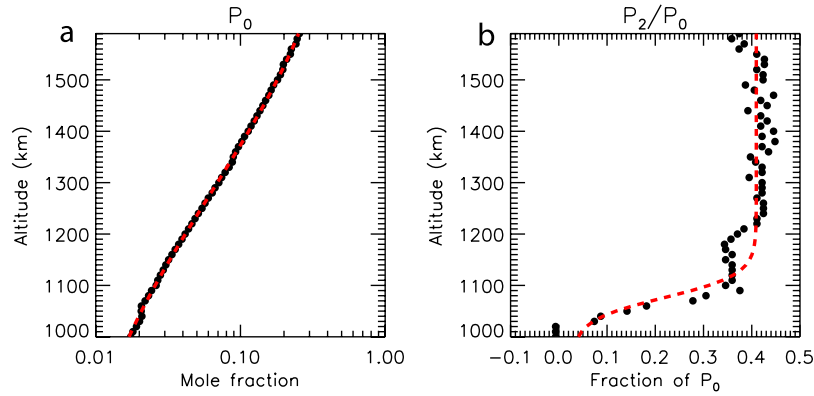 a
P₀
1500
1400
1300
1200
1100
1000
Altitude (km)
0.01
0.10
1.00
Mole fraction
b
P₂/P₀
1500
1400
1300
1200
1100
1000
Altitude (km)
−0.1
0.0
0.1
0.2
0.3
0.4
0.5
Fraction of P₀